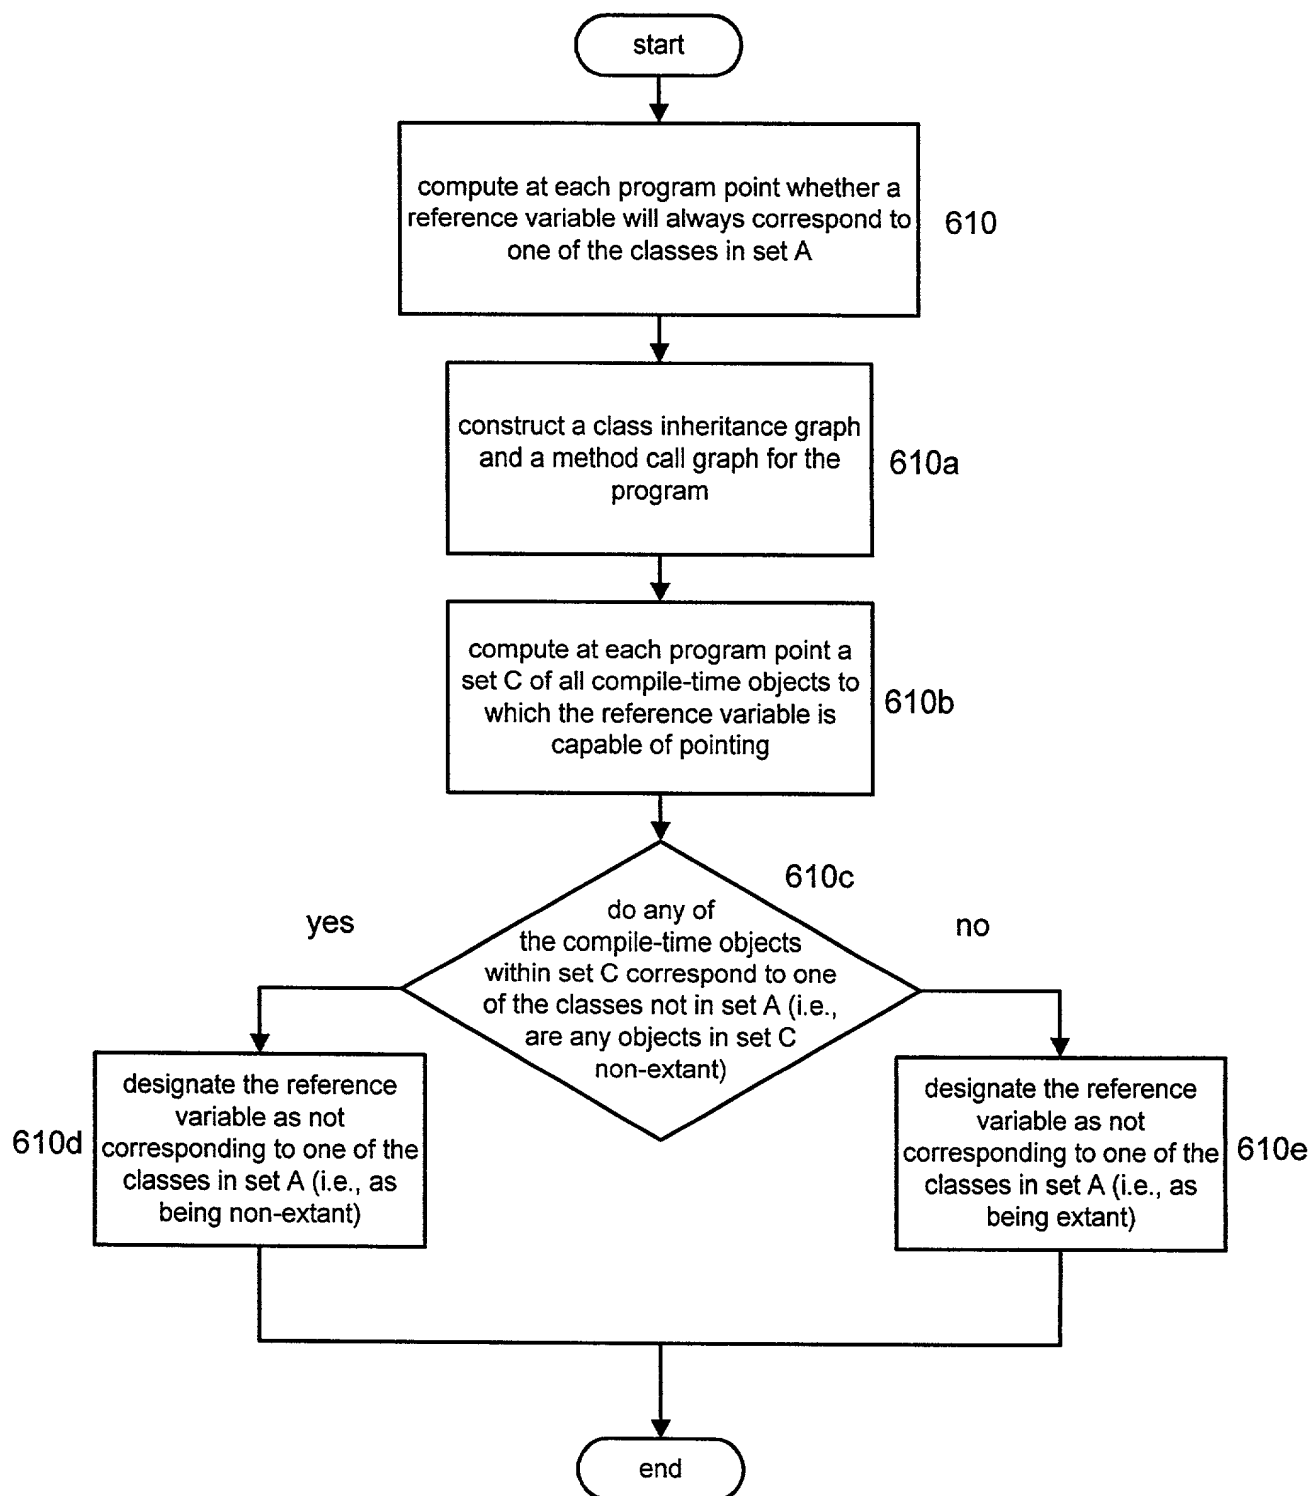 start
compute at each program point whether a
reference variable will always correspond to
one of the classes in set A
610
construct a class inheritance graph
and a method call graph for the
program
610a
compute at each program point a
set C of all compile-time objects to
which the reference variable is
capable of pointing
610b
610c
yes
no
do any of
the compile-time objects
within set C correspond to one
of the classes not in set A (i.e.,
are any objects in set C
non-extant)
610d
designate the reference
variable as not
corresponding to one of the
classes in set A (i.e., as
being non-extant)
designate the reference
variable as not
corresponding to one of the
classes in set A (i.e., as
being extant)
610e
end